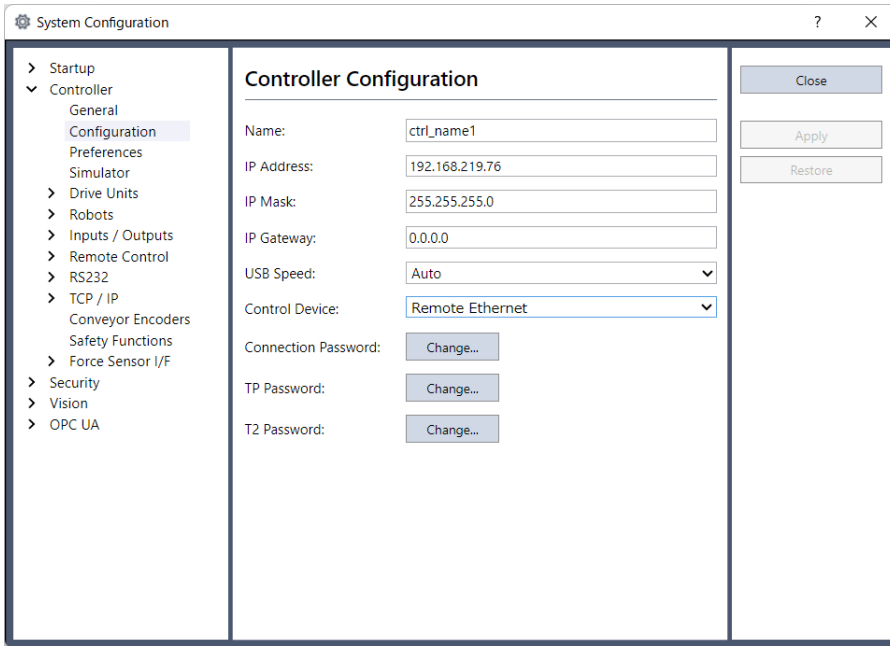 System Configuration
?
Startup
Controller
General
Configuration
Preferences
Simulator
Drive Units
Robots
Inputs / Outputs
Remote Control
RS232
TCP / IP
Conveyor Encoders
Safety Functions
Force Sensor I/F
Security
Vision
OPC UA
Controller Configuration
Name: ctrl_name1
IP Address: 192.168.219.76
IP Mask: 255.255.255.0
IP Gateway: 0.0.0.0
USB Speed: Auto
Control Device: Remote Ethernet
Connection Password: Change...
TP Password: Change...
T2 Password: Change...
Close
Apply
Restore